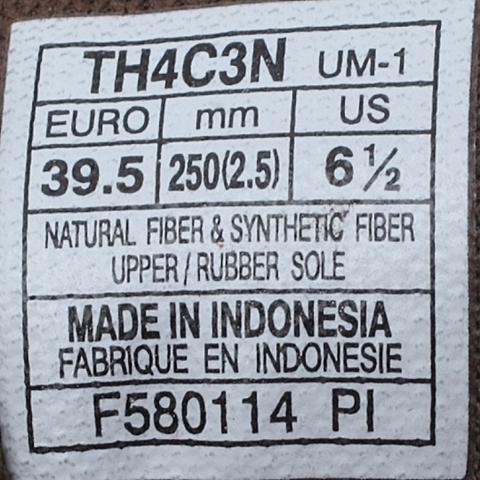 TH4C3N UM-1
EURO mm US
39.5 250(2.5) 6 1/2
NATURAL FIBER & SYNTHETIC FIBER
UPPER / RUBBER SOLE
MADE IN INDONESIA
FABRIQUE EN INDONESIE
F580114 PI